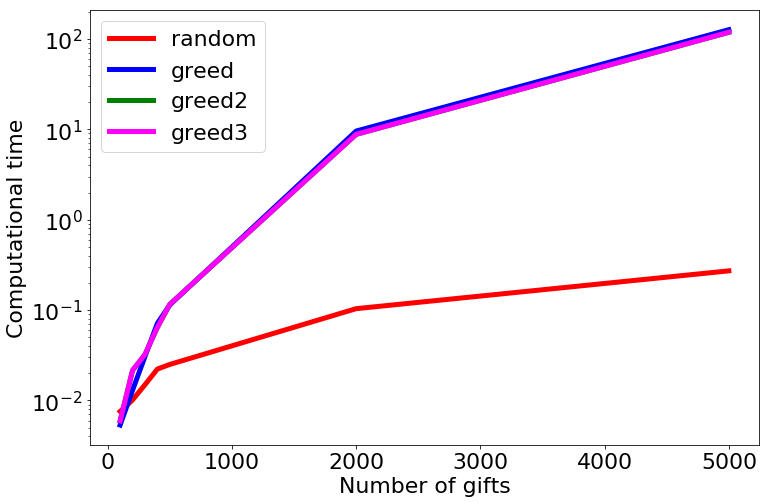 random
greed
greed2
greed3
10²
10¹
10⁰
10⁻¹
10⁻²
Computational time
0 1000 2000 3000 4000 5000
Number of gifts